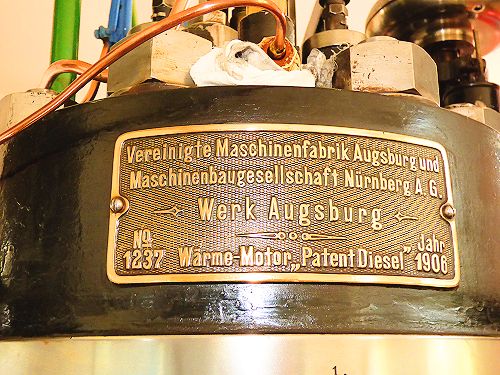 Vereinigte Maschinenfabrik Augsburg und
Maschinenbaugesellschaft Nürnberg A.G.
Werk Augsburg
No 1237 Wärme-Motor „Patent Diesel" Jahr 1906